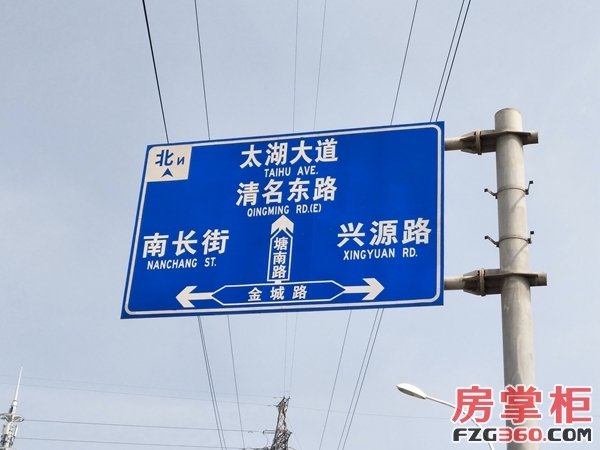 北 N
太湖大道
TAIHU AVE.
清名东路
QINGMING RD.(E)
南长街
NANCHANG ST.
兴源路
XINGYUAN RD.
塘南路
金城路
房掌柜
FZG360.COM